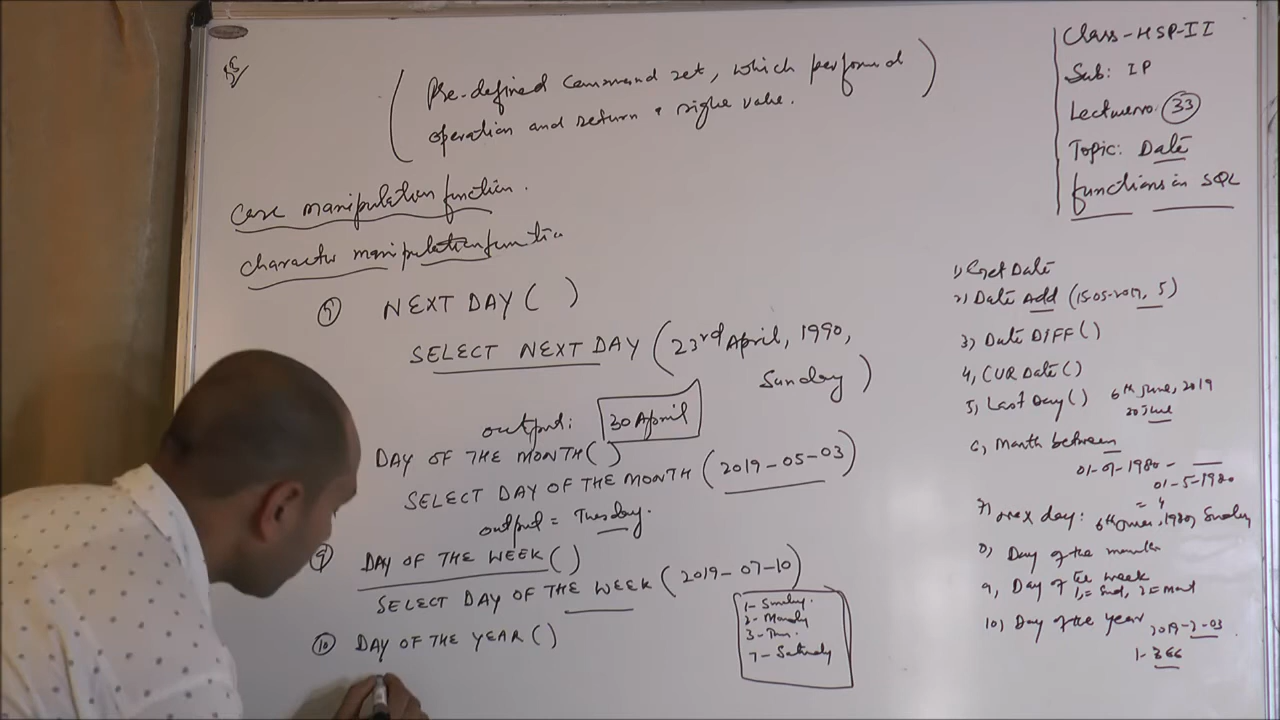 (Pre-defined command set, which performed
operation and return a single value.)
Case manipulation function.
character manipulation functio
NEXT DAY ( )
SELECT NEXT DAY (23rd April, 1990,
Sunday)
output: 30 April
DAY OF THE MONTH ( )
SELECT DAY OF THE MONTH (2019-05-03)
output = Tuesday.
9 DAY OF THE WEEK ( )
SELECT DAY OF THE WEEK (2019-07-10)
1- Sunday.
2- Monday
3- Tues.
7- Saturday
10 DAY OF THE YEAR ( )
Class-HSP-II
Sub: IP
Lecture no. 33
Topic: Date
functions in SQL
1) Get Date
2) Date Add (15-05-2019, 5)
3) Date DIFF ( )
4) CUR Date ( )
5) Last Day ( ) 6th June, 2019
30 June
6) Month between
01-09-1980 -
01-5-1980
= 4
7) next day: 6th June, 1980, Sunday
8) Day of the month
9) Day of the week
1, = Sund, 2 = Mond
10) Day of the year
2019-2-03
1-366